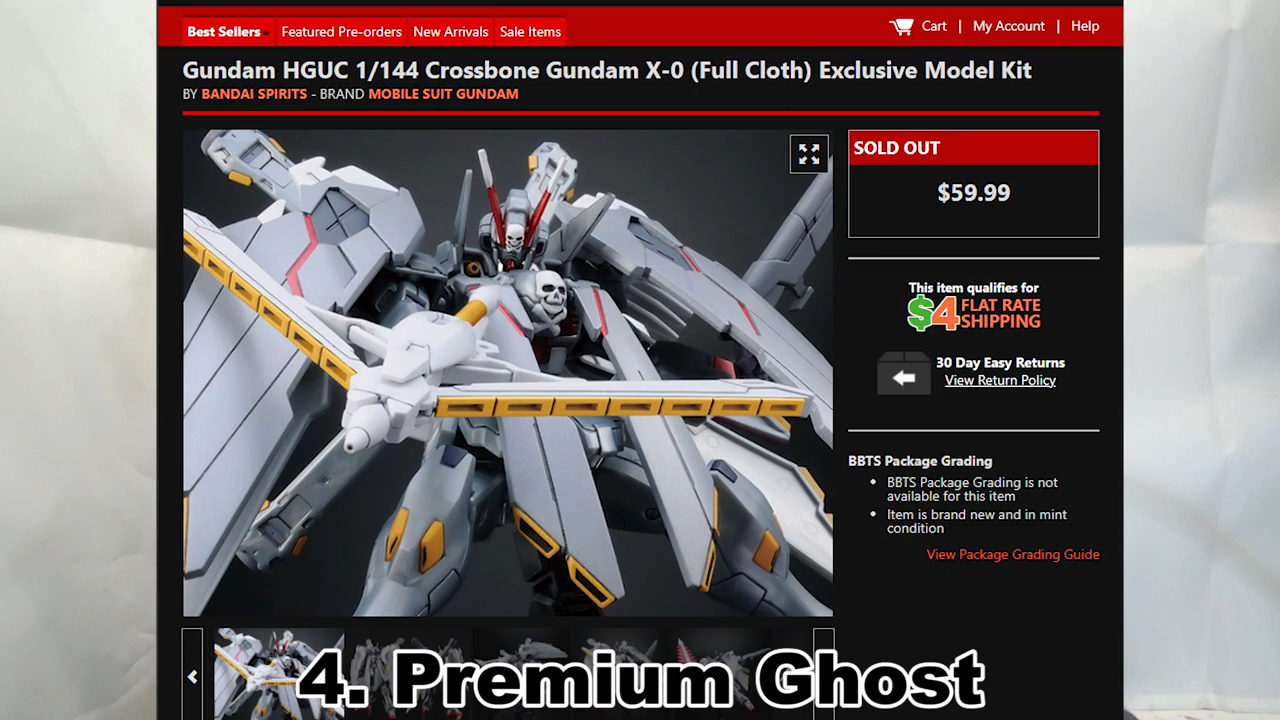 Best Sellers
Featured Pre-orders
New Arrivals
Sale Items
Cart | My Account | Help
Gundam HGUC 1/144 Crossbone Gundam X-0 (Full Cloth) Exclusive Model Kit
BY BANDAI SPIRITS - BRAND MOBILE SUIT GUNDAM
SOLD OUT
$59.99
This item qualifies for
$4 FLAT RATE
SHIPPING
30 Day Easy Returns
View Return Policy
BBTS Package Grading
BBTS Package Grading is not
available for this item
Item is brand new and in mint
condition
View Package Grading Guide
4. Premium Ghost